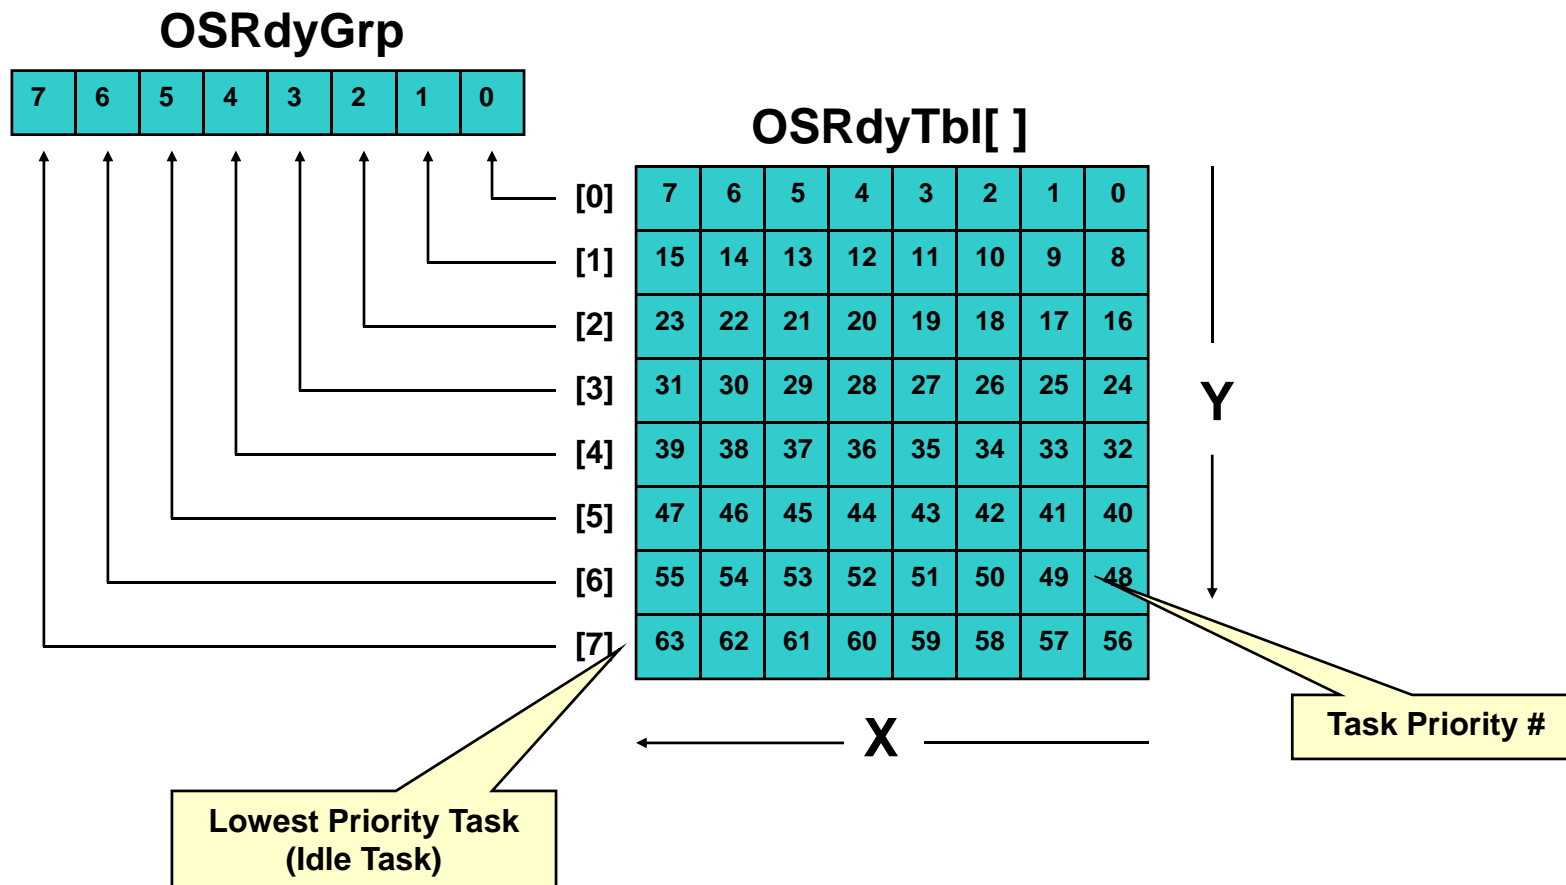 OSRdyGrp
7 6 5 4 3 2 1 0
OSRdyTbl[ ]
[0] 7 6 5 4 3 2 1 0
[1] 15 14 13 12 11 10 9 8
[2] 23 22 21 20 19 18 17 16
[3] 31 30 29 28 27 26 25 24
Y
[4] 39 38 37 36 35 34 33 32
[5] 47 46 45 44 43 42 41 40
[6] 55 54 53 52 51 50 49 48
[7] 63 62 61 60 59 58 57 56
X
Task Priority #
Lowest Priority Task
(Idle Task)